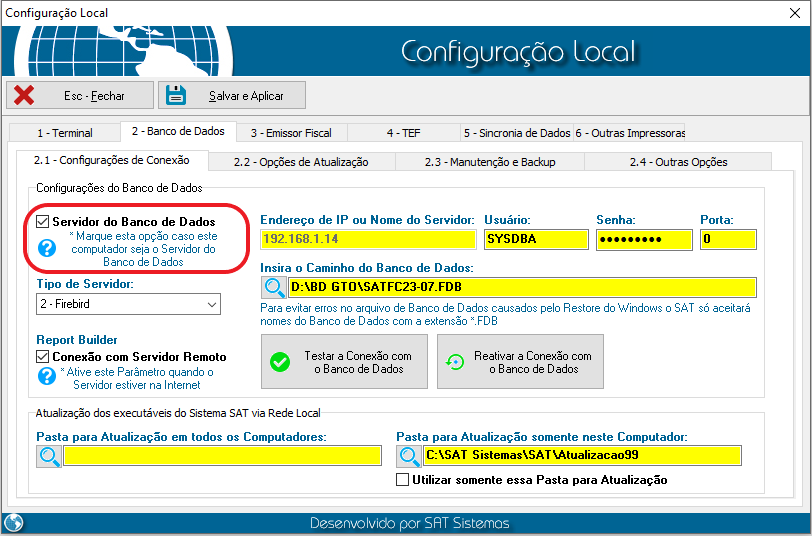 Configuração Local
Configuração Local
Esc - Fechar
Salvar e Aplicar
1 - Terminal
2 - Banco de Dados
3 - Emissor Fiscal
4 - TEF
5 - Sincronia de Dados
6 - Outras Impressoras
2.1 - Configurações de Conexão
2.2 - Opções de Atualização
2.3 - Manutenção e Backup
2.4 - Outras Opções
Configurações do Banco de Dados
Servidor do Banco de Dados
* Marque esta opção caso este
computador seja o Servidor do
Banco de Dados
Endereço de IP ou Nome do Servidor:
192.168.1.14
Usuário:
SYSDBA
Senha:
●●●●●●●●●
Porta:
0
Tipo de Servidor:
2 - Firebird
Insira o Caminho do Banco de Dados:
D:\BD GTO\SATFC23-07.FDB
Para evitar erros no arquivo de Banco de Dados causados pelo Restore do Windows o SAT só aceitará
nomes do Banco de Dados com a extensão *.FDB
Report Builder
Conexão com Servidor Remoto
* Ative este Parâmetro quando o
Servidor estiver na Internet
Testar a Conexão com
o Banco de Dados
Reativar a Conexão com
o Banco de Dados
Atualização dos executáveis do Sistema SAT via Rede Local
Pasta para Atualização em todos os Computadores:
Pasta para Atualização somente neste Computador:
C:\SAT Sistemas\SAT\Atualizacao99
Utilizar somente essa Pasta para Atualização
Desenvolvido por SAT Sistemas